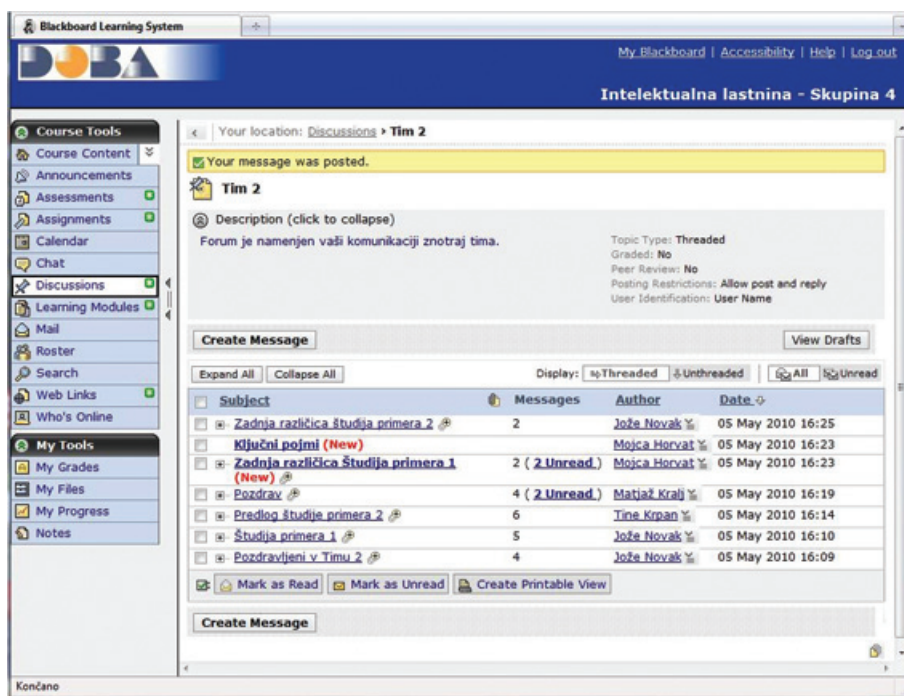 Blackboard Learning System
DOBA
My Blackboard | Accessibility | Help | Log out
Intelektualna lastnina - Skupina 4
Course Tools
Course Content
Announcements
Assessments
Assignments
Calendar
Chat
Discussions
Learning Modules
Mail
Roster
Search
Web Links
Who's Online
My Tools
My Grades
My Files
My Progress
Notes
Your location: Discussions › Tim 2
Your message was posted.
Tim 2
Description (click to collapse)
Forum je namenjen vaši komunikaciji znotraj tima.
Topic Type: Threaded
Graded: No
Peer Review: No
Posting Restrictions: Allow post and reply
User Identification: User Name
Create Message View Drafts
Expand All Collapse All Display: Threaded Unthreaded All Unread
Subject Messages Author Date
Zadnja različica študija primera 2 2 Jože Novak 05 May 2010 16:25
Ključni pojmi (New) Mojca Horvat 05 May 2010 16:23
Zadnja različica Študija primera 1 2 ( 2 Unread ) Mojca Horvat 05 May 2010 16:23
(New)
Pozdrav 4 ( 2 Unread ) Matjaž Kralj 05 May 2010 16:19
Predlog študije primera 2 6 Tine Krpan 05 May 2010 16:14
Študija primera 1 5 Jože Novak 05 May 2010 16:10
Pozdravljeni v Timu 2 4 Jože Novak 05 May 2010 16:09
Mark as Read Mark as Unread Create Printable View
Create Message
Končano